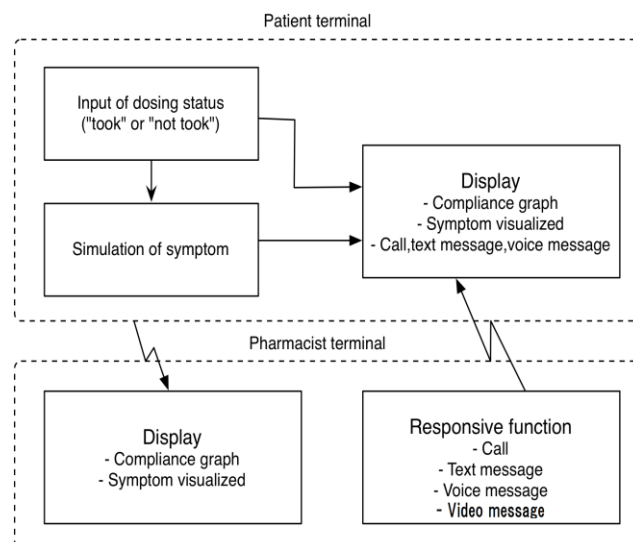 Patient terminal
Input of dosing status
("took" or "not took")
Simulation of symptom
Display
- Compliance graph
- Symptom visualized
- Call,text message,voice message
Pharmacist terminal
Display
- Compliance graph
- Symptom visualized
Responsive function
- Call
- Text message
- Voice message
- Video message